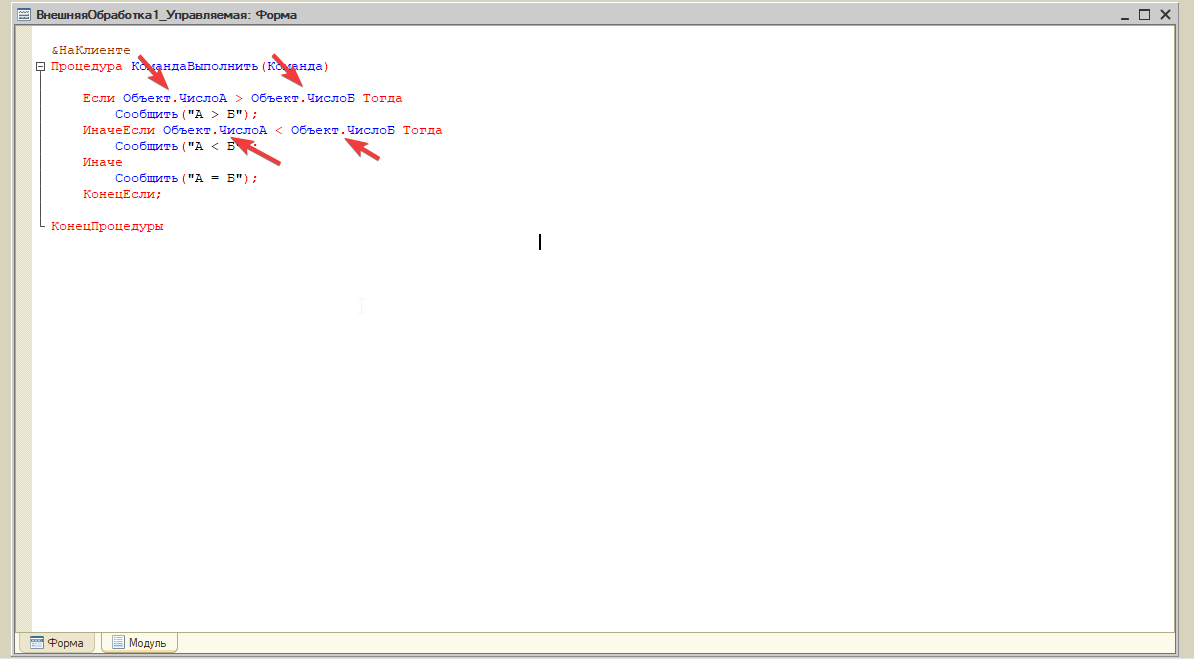 ВнешняяОбработка1_Управляемая: Форма
&НаКлиенте
Процедура КомандаВыполнить(Команда)
Если Объект.ЧислоА > Объект.ЧислоБ Тогда
Сообщить("А > Б");
ИначеЕсли Объект.ЧислоА < Объект.ЧислоБ Тогда
Сообщить("А < Б");
Иначе
Сообщить("А = Б");
КонецЕсли;
КонецПроцедуры
Форма
Модуль